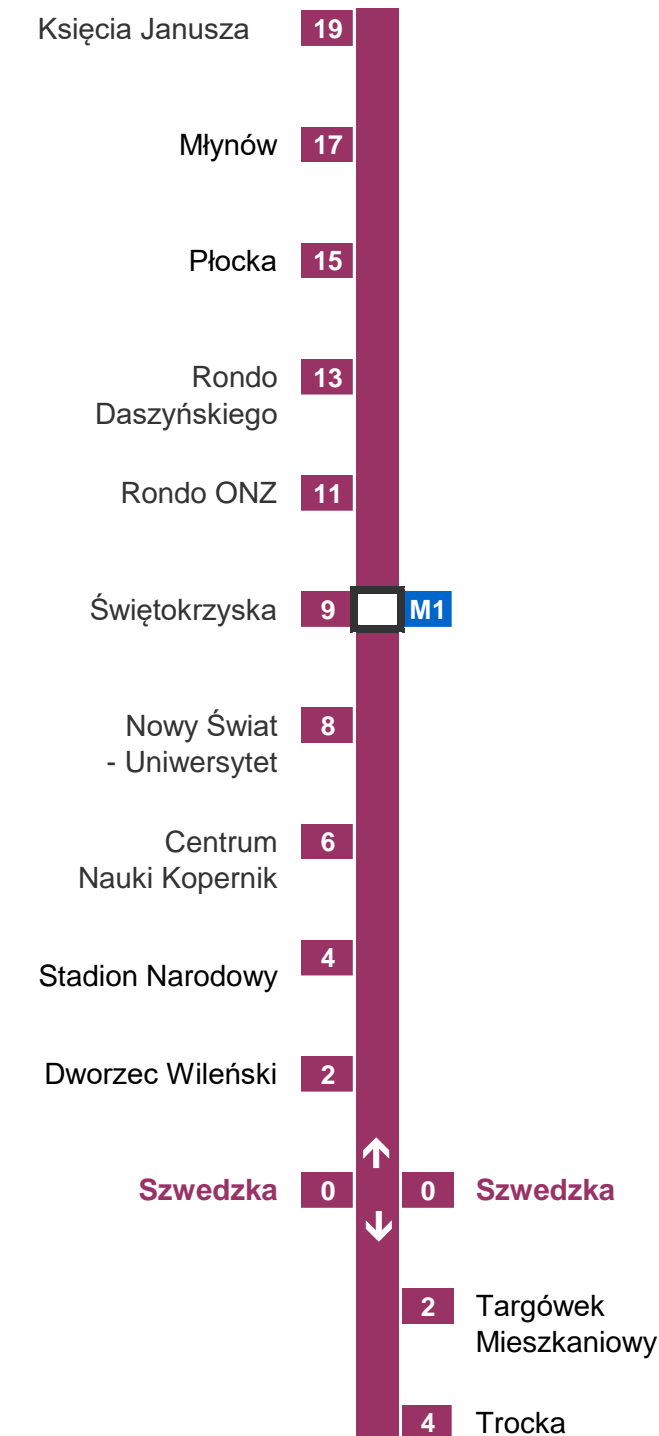 Księcia Janusza 19
Młynów 17
Płocka 15
Rondo 13
Daszyńskiego
Rondo ONZ 11
Świętokrzyska 9 M1
Nowy Świat 8
- Uniwersytet
Centrum 6
Nauki Kopernik
Stadion Narodowy 4
Dworzec Wileński 2
Szwedzka 0 0 Szwedzka
2 Targówek
Mieszkaniowy
4 Trocka